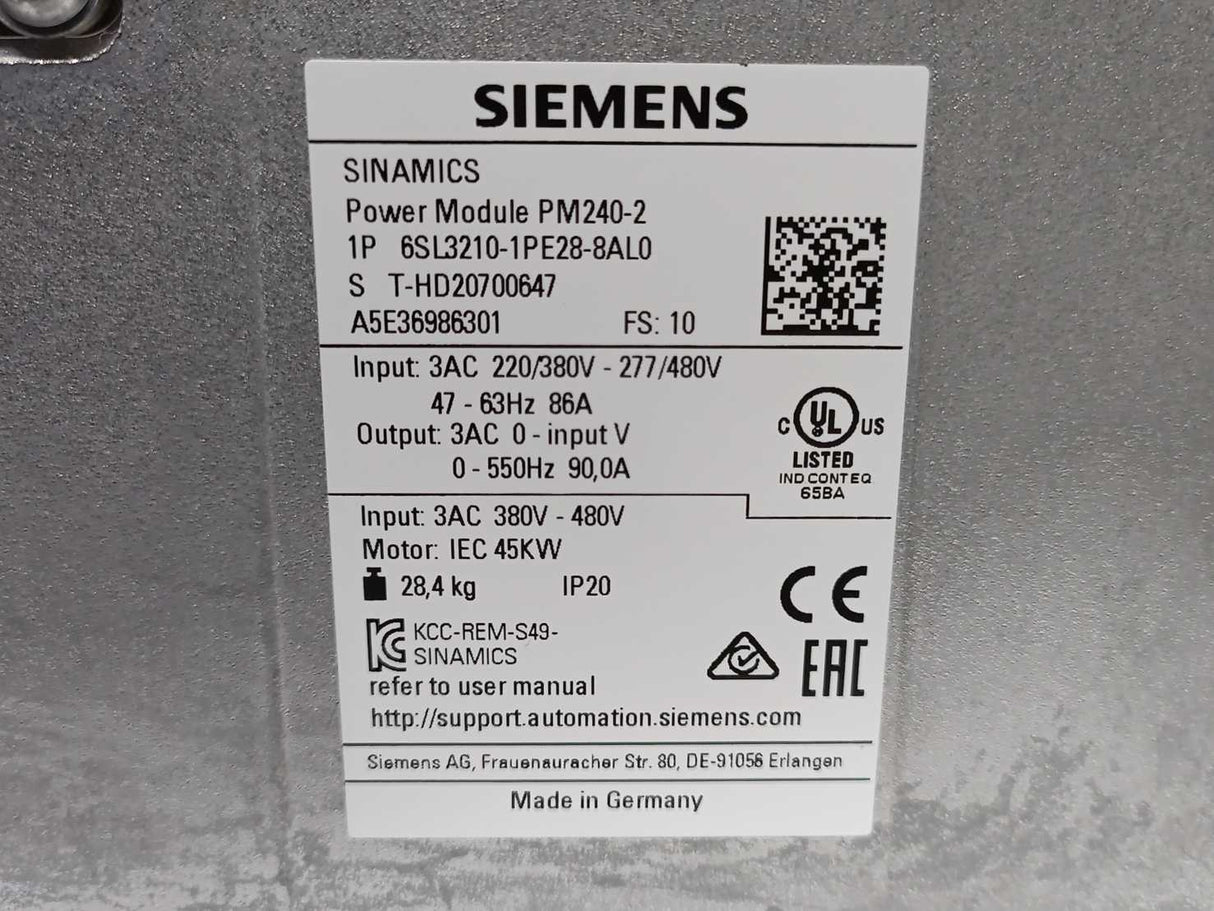 SIEMENS
SINAMICS
Power Module PM240-2
1P 6SL3210-1PE28-8AL0
S T-HD20700647
A5E36986301 FS: 10
Input: 3AC 220/380V - 277/480V
47 - 63Hz 86A
Output: 3AC 0 - input V
0 - 550Hz 90,0A
C UL US
LISTED
IND CONT EQ
65BA
Input: 3AC 380V - 480V
Motor: IEC 45KW
28,4 kg IP20
CE
KCC-REM-S49-
SINAMICS
EAC
refer to user manual
http://support.automation.siemens.com
Siemens AG, Frauenauracher Str. 80, DE-91056 Erlangen
Made in Germany